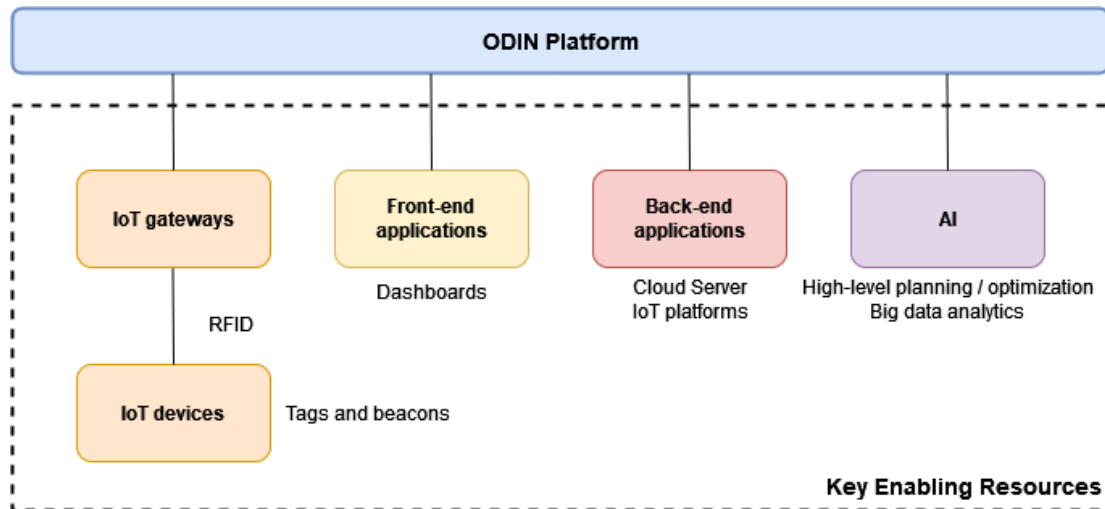 ODIN Platform
IoT gateways
Front-end
applications
Back-end
applications
AI
Dashboards
Cloud Server
IoT platforms
High-level planning / optimization
Big data analytics
RFID
IoT devices
Tags and beacons
Key Enabling Resources